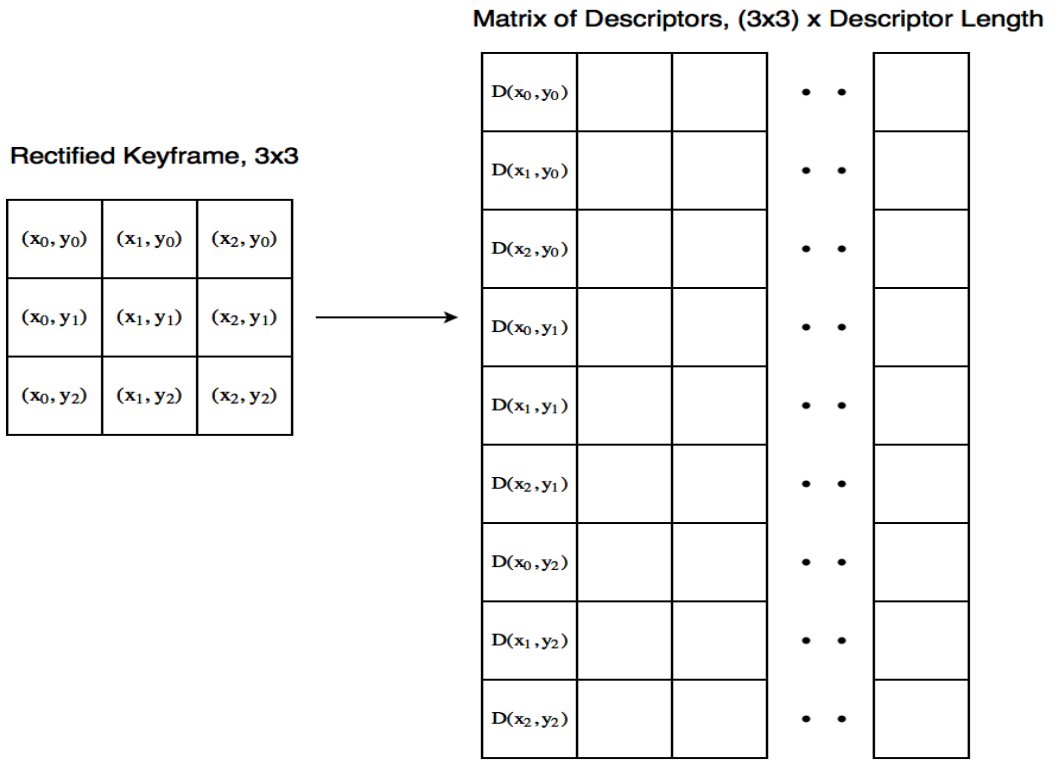 Matrix of Descriptors, (3x3) x Descriptor Length
Rectified Keyframe, 3x3
(x₀, y₀) (x₁, y₀) (x₂, y₀)
(x₀, y₁) (x₁, y₁) (x₂, y₁)
(x₀, y₂) (x₁, y₂) (x₂, y₂)
D(x₀,y₀)
D(x₁,y₀)
D(x₂,y₀)
D(x₀,y₁)
D(x₁,y₁)
D(x₂,y₁)
D(x₀,y₂)
D(x₁,y₂)
D(x₂,y₂)